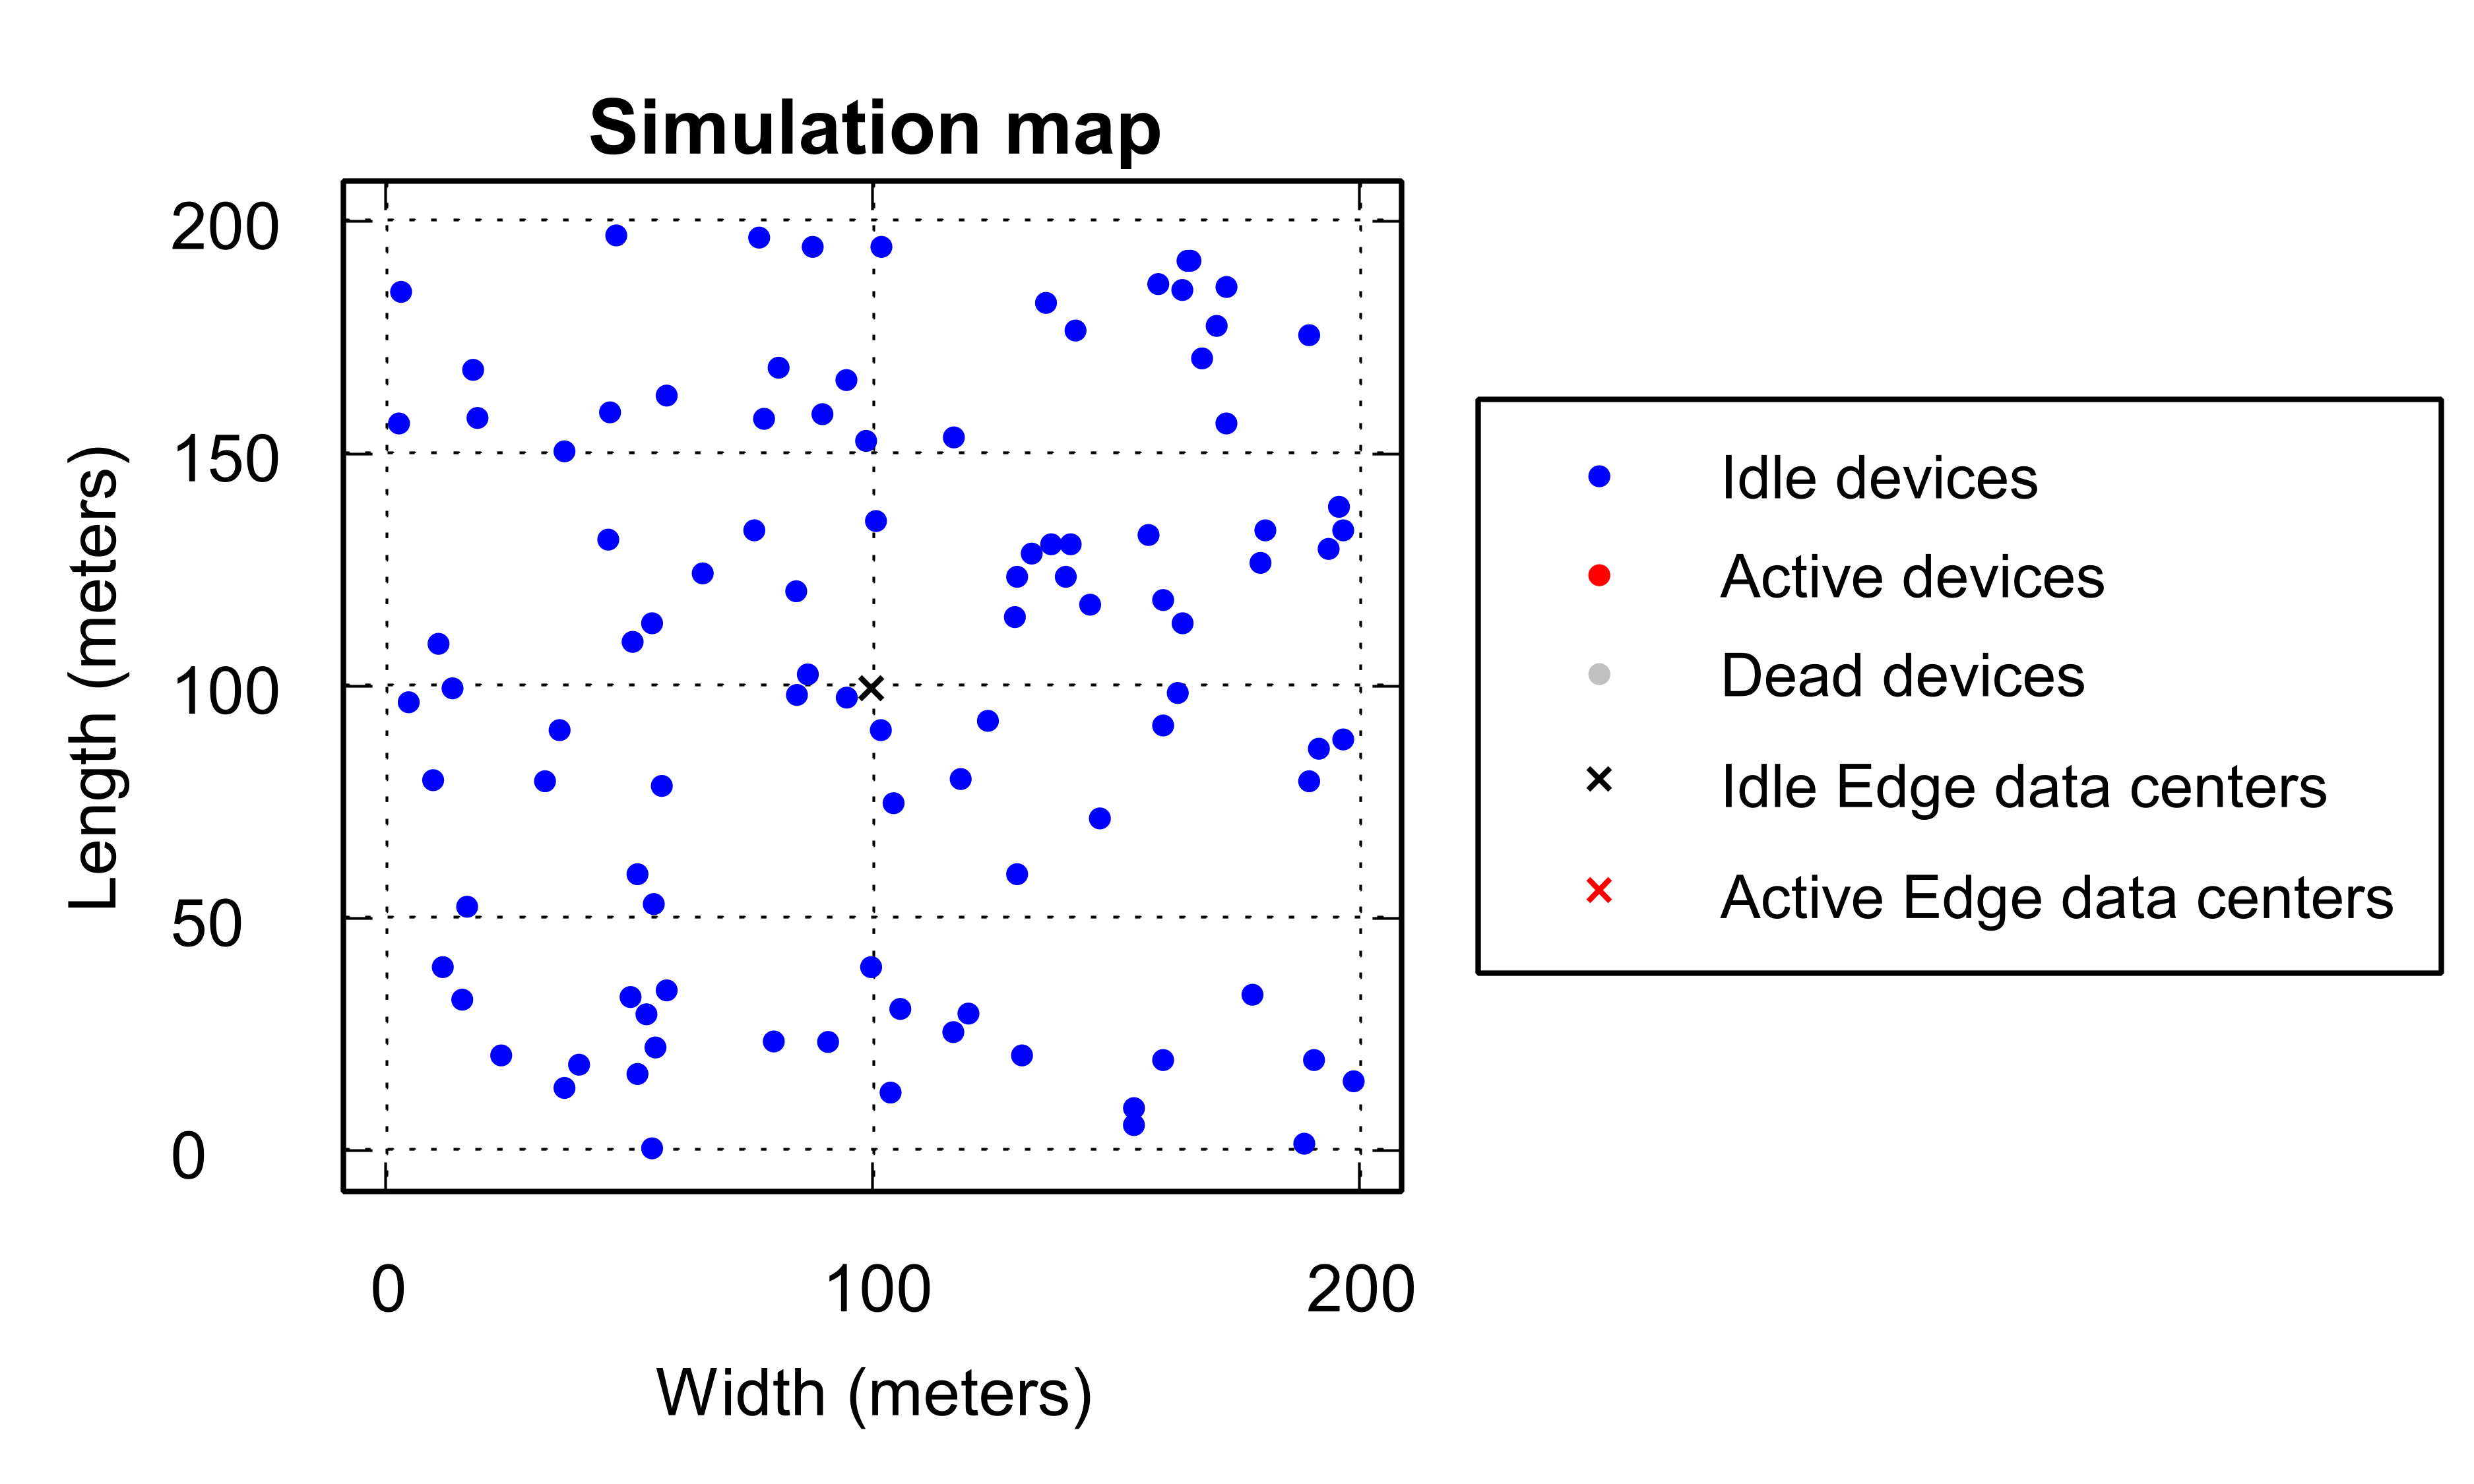 Simulation map
Length (meters)
200
150
100
50
0
0 100 200
Width (meters)
Idle devices
Active devices
Dead devices
Idle Edge data centers
Active Edge data centers